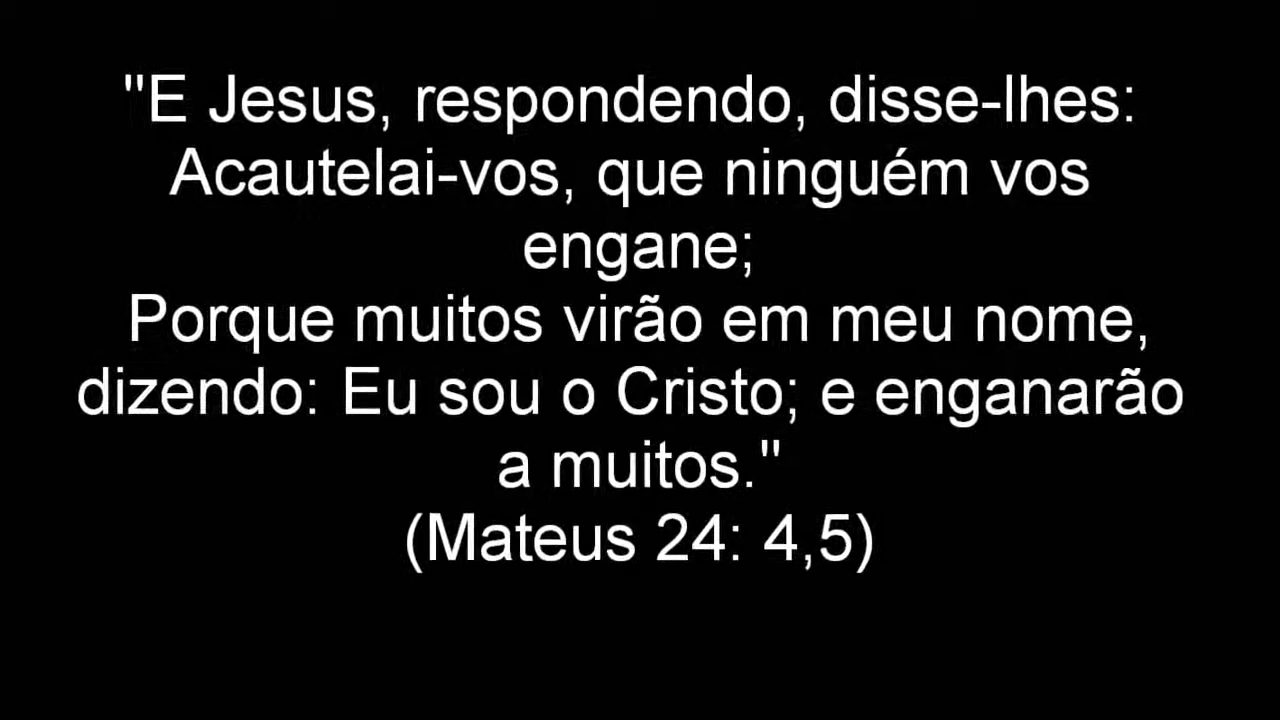 "E Jesus, respondendo, disse-lhes:
Acautelai-vos, que ninguém vos
engane;
Porque muitos virão em meu nome,
dizendo: Eu sou o Cristo; e enganarão
a muitos."
(Mateus 24: 4,5)